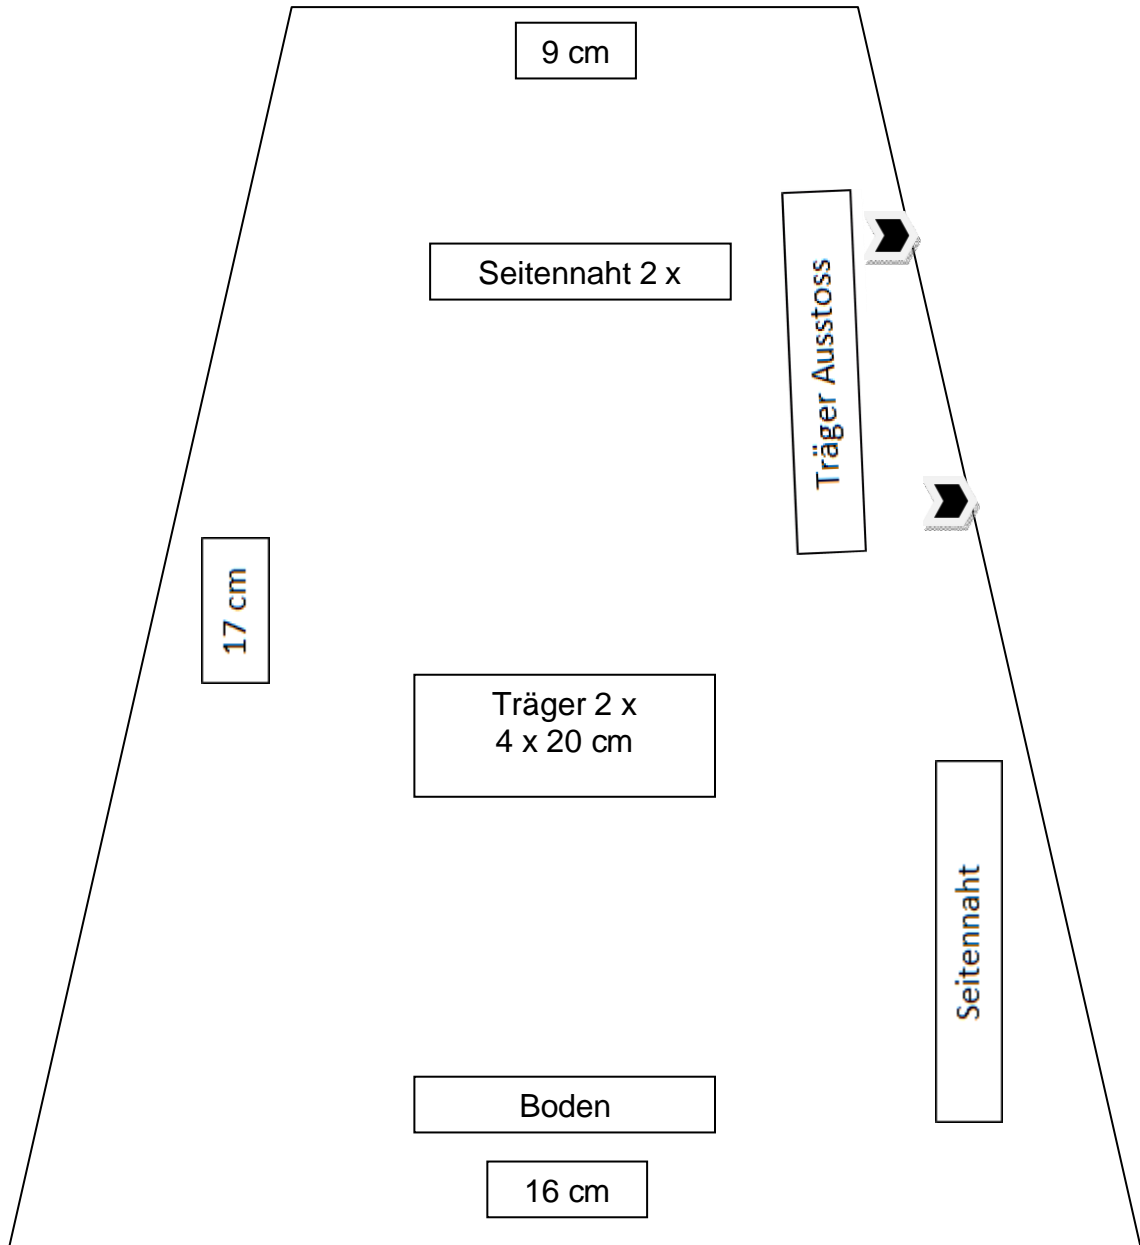 9 cm
Seitennaht 2 x
Träger Ausstoss
17 cm
Träger 2 x
4 x 20 cm
Seitennaht
Boden
16 cm